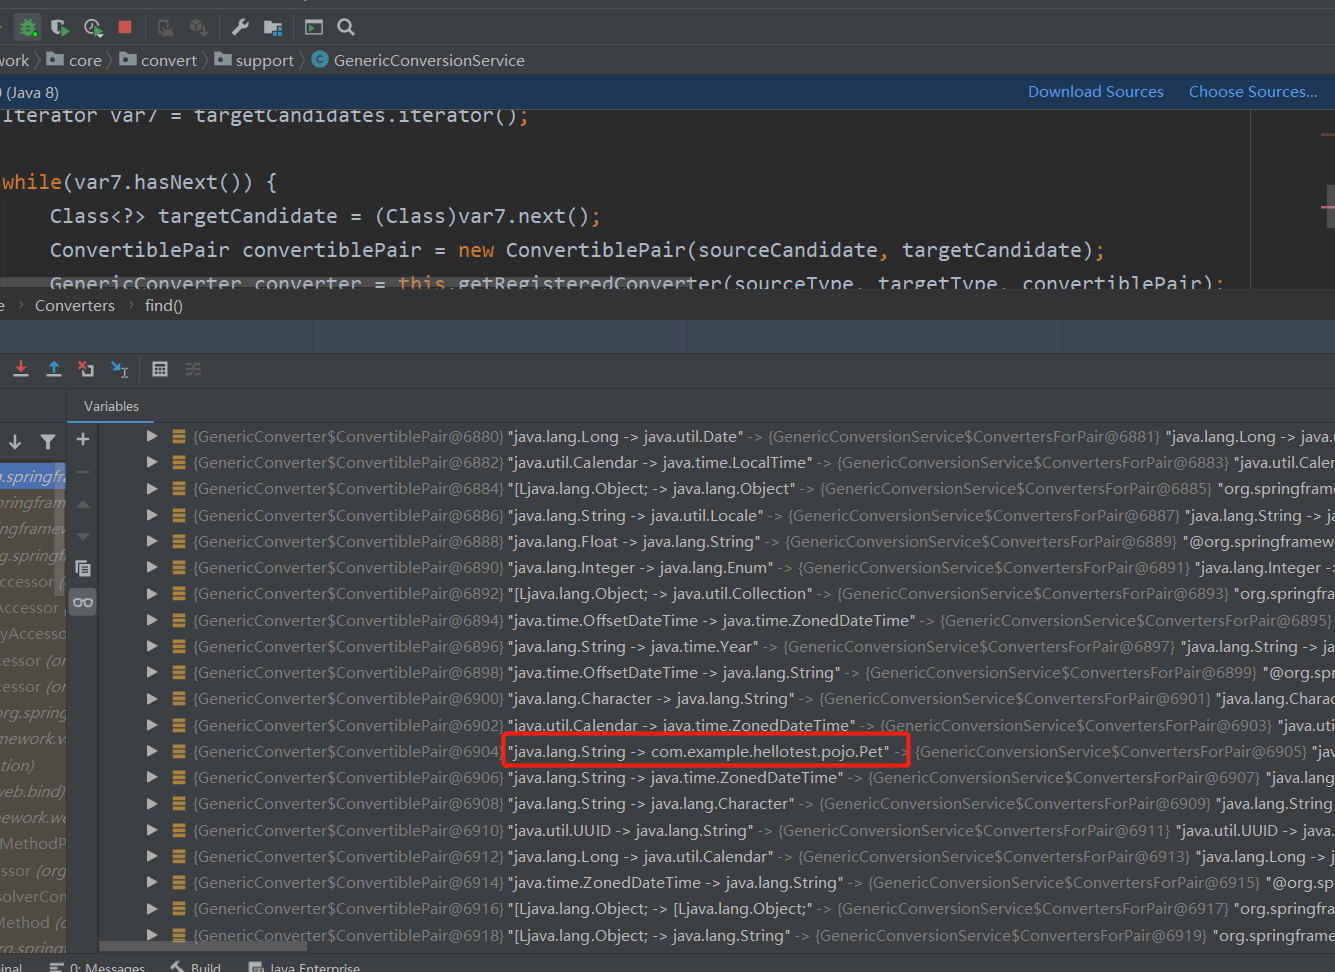 work core convert support GenericConversionService
(Java 8) Download Sources Choose Sources...
Iterator var7 = targetCandidates.iterator();
while(var7.hasNext()) {
Class<?> targetCandidate = (Class)var7.next();
ConvertiblePair convertiblePair = new ConvertiblePair(sourceCandidate, targetCandidate);
GenericConverter converter = this.getRegisteredConverter(sourceType, targetType, convertiblePair);
e Converters find()
Variables
{GenericConverter$ConvertiblePair@6880} "java.lang.Long -> java.util.Date" -> {GenericConversionService$ConvertersForPair@6881} "java.lang.Long -> java.u
g.springfra {GenericConverter$ConvertiblePair@6882} "java.util.Calendar -> java.time.LocalTime" -> {GenericConversionService$ConvertersForPair@6883} "java.util.Caler
springfram {GenericConverter$ConvertiblePair@6884} "[Ljava.lang.Object; -> java.lang.Object" -> {GenericConversionService$ConvertersForPair@6885} "org.springframe
ingframew {GenericConverter$ConvertiblePair@6886} "java.lang.String -> java.util.Locale" -> {GenericConversionService$ConvertersForPair@6887} "java.lang.String -> j
g.springfi {GenericConverter$ConvertiblePair@6888} "java.lang.Float -> java.lang.String" -> {GenericConversionService$ConvertersForPair@6889} "@org.springframew
ccessor {GenericConverter$ConvertiblePair@6890} "java.lang.Integer -> java.lang.Enum" -> {GenericConversionService$ConvertersForPair@6891} "java.lang.Integer -
Accessor {GenericConverter$ConvertiblePair@6892} "[Ljava.lang.Object; -> java.util.Collection" -> {GenericConversionService$ConvertersForPair@6893} "org.springfram
yAccesso {GenericConverter$ConvertiblePair@6894} "java.time.OffsetDateTime -> java.time.ZonedDateTime" -> {GenericConversionService$ConvertersForPair@6895}
cessor (or {GenericConverter$ConvertiblePair@6896} "java.lang.String -> java.time.Year" -> {GenericConversionService$ConvertersForPair@6897} "java.lang.String -> ja
cessor (or {GenericConverter$ConvertiblePair@6898} "java.time.OffsetDateTime -> java.lang.String" -> {GenericConversionService$ConvertersForPair@6899} "@org.sp
org.spring {GenericConverter$ConvertiblePair@6900} "java.lang.Character -> java.lang.String" -> {GenericConversionService$ConvertersForPair@6901} "java.lang.Charac
mework.w {GenericConverter$ConvertiblePair@6902} "java.util.Calendar -> java.time.ZonedDateTime" -> {GenericConversionService$ConvertersForPair@6903} "java.uti
tion) {GenericConverter$ConvertiblePair@6904} "java.lang.String -> com.example.hellotest.pojo.Pet" -> {GenericConversionService$ConvertersForPair@6905} "jav
web.bind) {GenericConverter$ConvertiblePair@6906} "java.lang.String -> java.time.ZonedDateTime" -> {GenericConversionService$ConvertersForPair@6907} "java.lang
ework.we {GenericConverter$ConvertiblePair@6908} "java.lang.String -> java.lang.Character" -> {GenericConversionService$ConvertersForPair@6909} "java.lang.String
MethodP {GenericConverter$ConvertiblePair@6910} "java.util.UUID -> java.lang.String" -> {GenericConversionService$ConvertersForPair@6911} "java.util.UUID -> java.
essor (org {GenericConverter$ConvertiblePair@6912} "java.lang.Long -> java.util.Calendar" -> {GenericConversionService$ConvertersForPair@6913} "java.lang.Long -> j
solverCom {GenericConverter$ConvertiblePair@6914} "java.time.ZonedDateTime -> java.lang.String" -> {GenericConversionService$ConvertersForPair@6915} "@org.sp
Method (o {GenericConverter$ConvertiblePair@6916} "[Ljava.lang.Object; -> [Ljava.lang.Object;" -> {GenericConversionService$ConvertersForPair@6917} "org.springfram
org.spring {GenericConverter$ConvertiblePair@6918} "[Ljava.lang.Object; -> java.lang.String" -> {GenericConversionService$ConvertersForPair@6919} "org.springframe
inal 0: Messages Build Java Enterprise